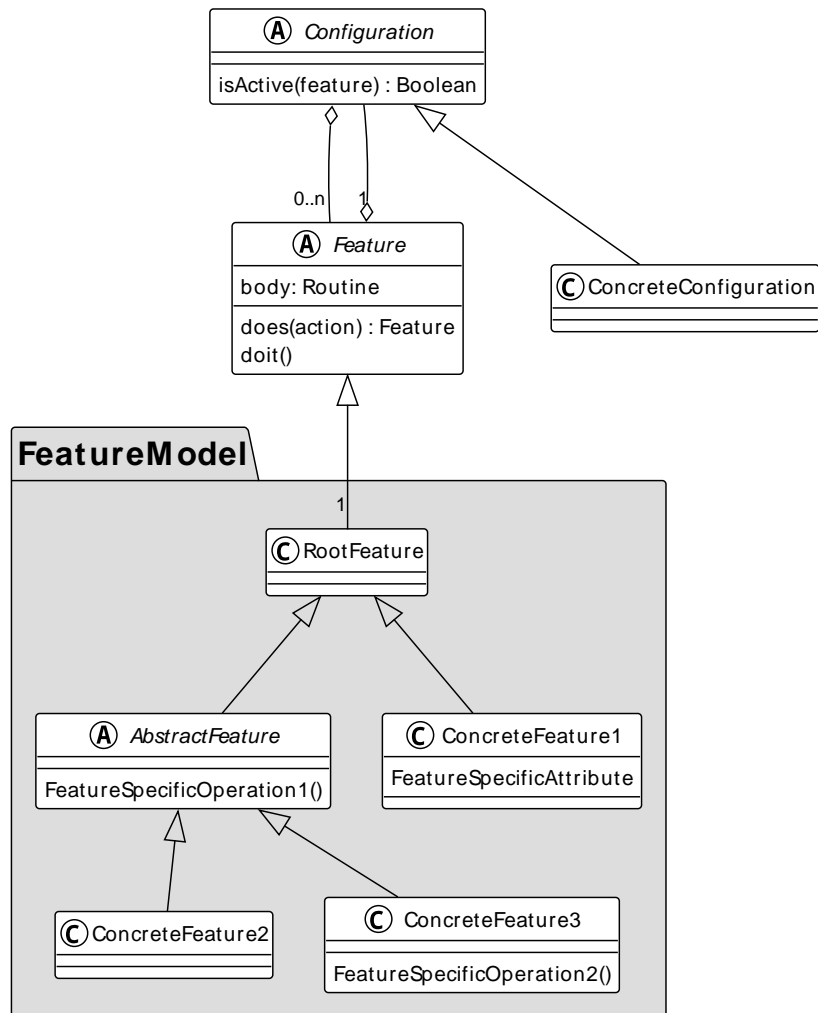 A Configuration
isActive(feature) : Boolean
0..n
1
A Feature
body: Routine
does(action) : Feature
doit()
C ConcreteConfiguration
FeatureModel
1
C RootFeature
A AbstractFeature
FeatureSpecificOperation1()
C ConcreteFeature1
FeatureSpecificAttribute
C ConcreteFeature2
C ConcreteFeature3
FeatureSpecificOperation2()